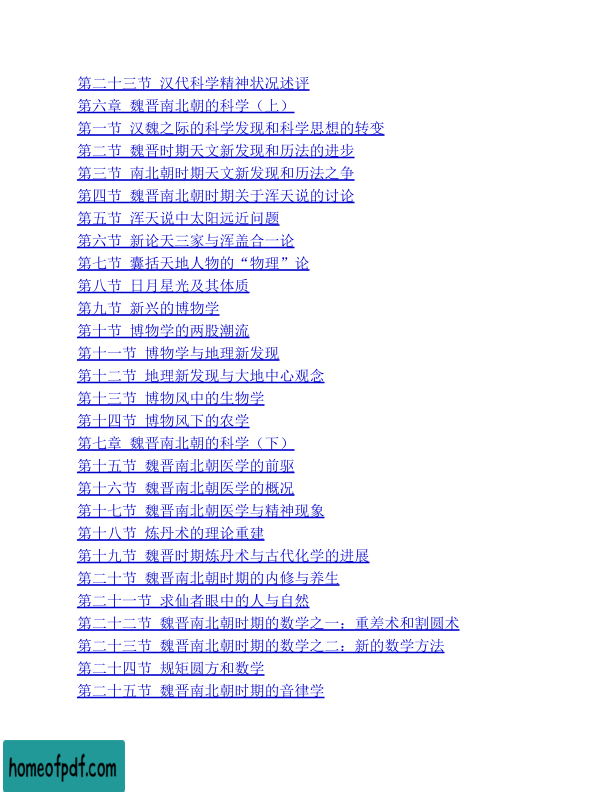 第二十三节 汉代科学精神状况述评
第六章 魏晋南北朝的科学（上）
第一节 汉魏之际的科学发现和科学思想的转变
第二节 魏晋时期天文新发现和历法的进步
第三节 南北朝时期天文新发现和历法之争
第四节 魏晋南北朝时期关于浑天说的讨论
第五节 浑天说中太阳远近问题
第六节 新论天三家与浑盖合一论
第七节 囊括天地人物的“物理”论
第八节 日月星光及其体质
第九节 新兴的博物学
第十节 博物学的两股潮流
第十一节 博物学与地理新发现
第十二节 地理新发现与大地中心观念
第十三节 博物风中的生物学
第十四节 博物风下的农学
第七章 魏晋南北朝的科学（下）
第十五节 魏晋南北朝医学的前驱
第十六节 魏晋南北朝医学的概况
第十七节 魏晋南北朝医学与精神现象
第十八节 炼丹术的理论重建
第十九节 魏晋时期炼丹术与古代化学的进展
第二十节 魏晋南北朝时期的内修与养生
第二十一节 求仙者眼中的人与自然
第二十二节 魏晋南北朝时期的数学之一：重差术和割圆术
第二十三节 魏晋南北朝时期的数学之二：新的数学方法
第二十四节 规矩圆方和数学
第二十五节 魏晋南北朝时期的音律学
homeofpdf.com